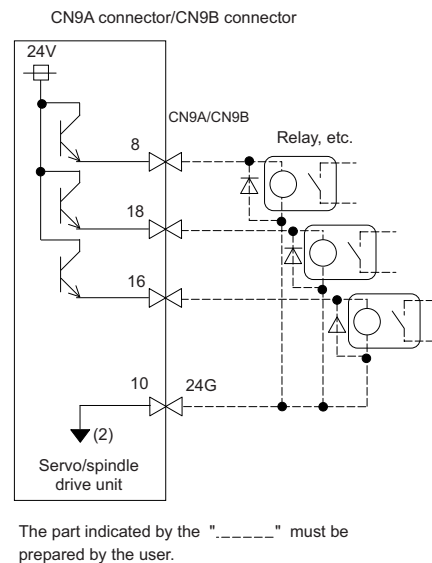 CN9A connector/CN9B connector
24V
CN9A/CN9B
8
Relay, etc.
18
16
10
24G
(2)
Servo/spindle
drive unit
The part indicated by the "._____" must be
prepared by the user.